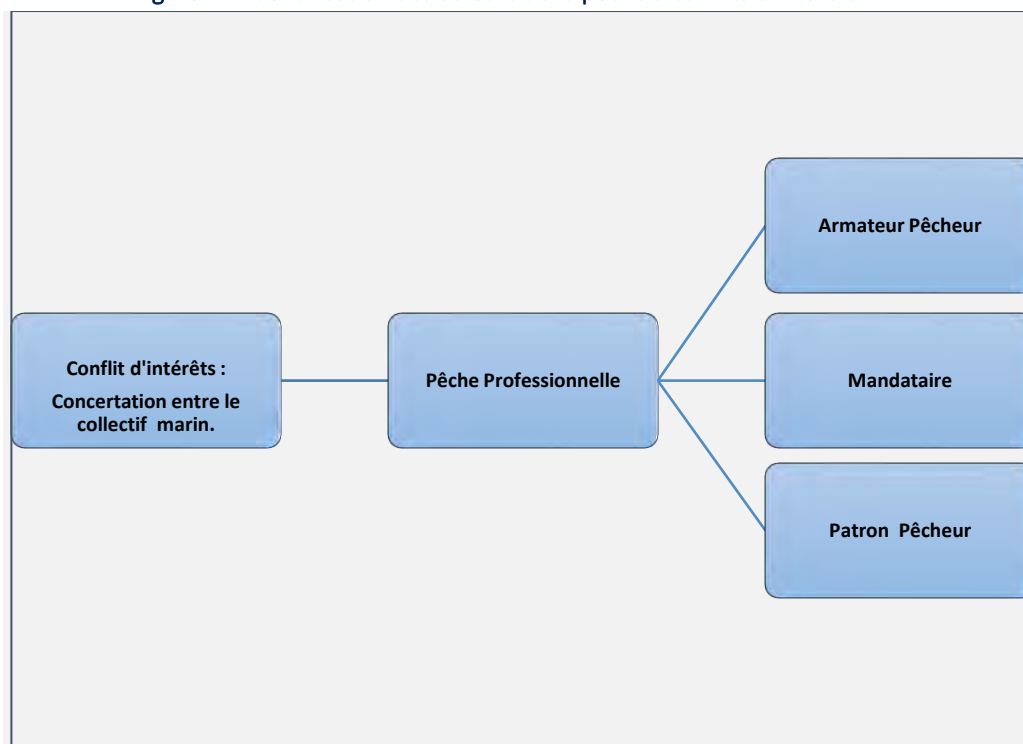 Conflit d'intérêts :
Concertation entre le
collectif marin.
Pêche Professionnelle
Armateur Pêcheur
Mandataire
Patron Pêcheur